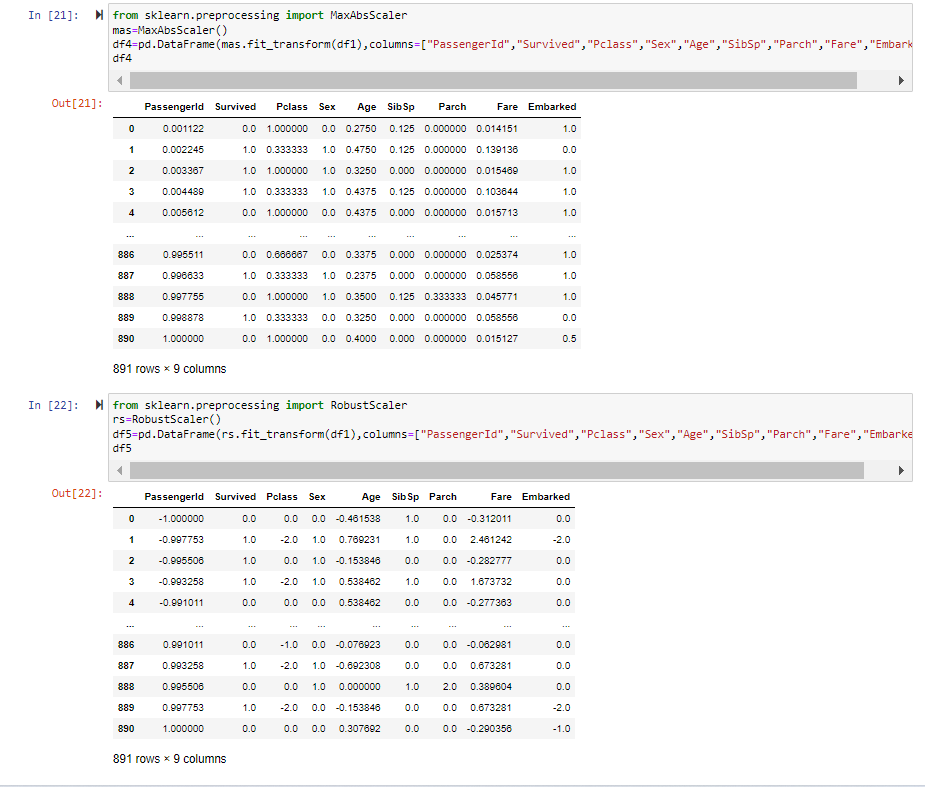 In [21]: from sklearn.preprocessing import MaxAbsScaler
mas=MaxAbsScaler()
df4=pd.DataFrame(mas.fit_transform(df1),columns=["PassengerId","Survived","Pclass","Sex","Age","SibSp","Parch","Fare","Embark
df4
Out[21]:
PassengerId Survived Pclass Sex Age SibSp Parch Fare Embarked
0 0.001122 0.0 1.000000 0.0 0.2750 0.125 0.000000 0.014151 1.0
1 0.002245 1.0 0.333333 1.0 0.4750 0.125 0.000000 0.139136 0.0
2 0.003367 1.0 1.000000 1.0 0.3250 0.000 0.000000 0.015469 1.0
3 0.004489 1.0 0.333333 1.0 0.4375 0.125 0.000000 0.103644 1.0
4 0.005612 0.0 1.000000 0.0 0.4375 0.000 0.000000 0.015713 1.0
... ... ... ... ... ... ... ... ... ...
886 0.995511 0.0 0.666667 0.0 0.3375 0.000 0.000000 0.025374 1.0
887 0.996633 1.0 0.333333 1.0 0.2375 0.000 0.000000 0.058556 1.0
888 0.997755 0.0 1.000000 1.0 0.3500 0.125 0.333333 0.045771 1.0
889 0.998878 1.0 0.333333 0.0 0.3250 0.000 0.000000 0.058556 0.0
890 1.000000 0.0 1.000000 0.0 0.4000 0.000 0.000000 0.015127 0.5
891 rows × 9 columns
In [22]: from sklearn.preprocessing import RobustScaler
rs=RobustScaler()
df5=pd.DataFrame(rs.fit_transform(df1),columns=["PassengerId","Survived","Pclass","Sex","Age","SibSp","Parch","Fare","Embarke
df5
Out[22]:
PassengerId Survived Pclass Sex Age SibSp Parch Fare Embarked
0 -1.000000 0.0 0.0 0.0 -0.461538 1.0 0.0 -0.312011 0.0
1 -0.997753 1.0 -2.0 1.0 0.769231 1.0 0.0 2.461242 -2.0
2 -0.995506 1.0 0.0 1.0 -0.153846 0.0 0.0 -0.282777 0.0
3 -0.993258 1.0 -2.0 1.0 0.538462 1.0 0.0 1.673732 0.0
4 -0.991011 0.0 0.0 0.0 0.538462 0.0 0.0 -0.277363 0.0
... ... ... ... ... ... ... ... ... ...
886 0.991011 0.0 -1.0 0.0 -0.076923 0.0 0.0 -0.062981 0.0
887 0.993258 1.0 -2.0 1.0 -0.692308 0.0 0.0 0.673281 0.0
888 0.995506 0.0 0.0 1.0 0.000000 1.0 2.0 0.389604 0.0
889 0.997753 1.0 -2.0 0.0 -0.153846 0.0 0.0 0.673281 -2.0
890 1.000000 0.0 0.0 0.0 0.307692 0.0 0.0 -0.290356 -1.0
891 rows × 9 columns